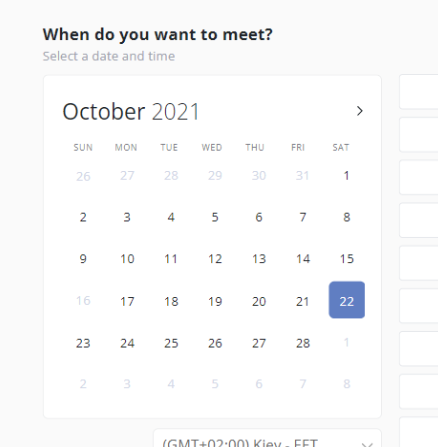 When do you want to meet?
Select a date and time
October 2021
SUN MON TUE WED THU FRI SAT
26 27 28 29 30 31 1
2 3 4 5 6 7 8
9 10 11 12 13 14 15
16 17 18 19 20 21 22
23 24 25 26 27 28 1
2 3 4 5 6 7 8
(GMT+02:00) Kiev - EET